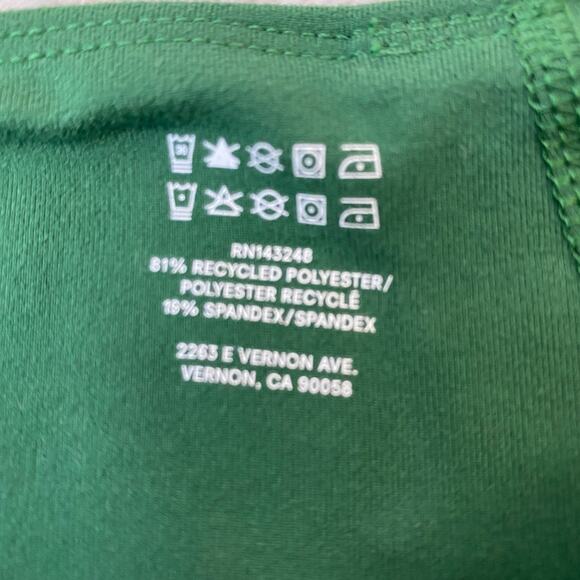 RN143248
81% RECYCLED POLYESTER/
POLYESTER RECYCLÉ
19% SPANDEX/SPANDEX
2263 E VERNON AVE.
VERNON, CA 90058